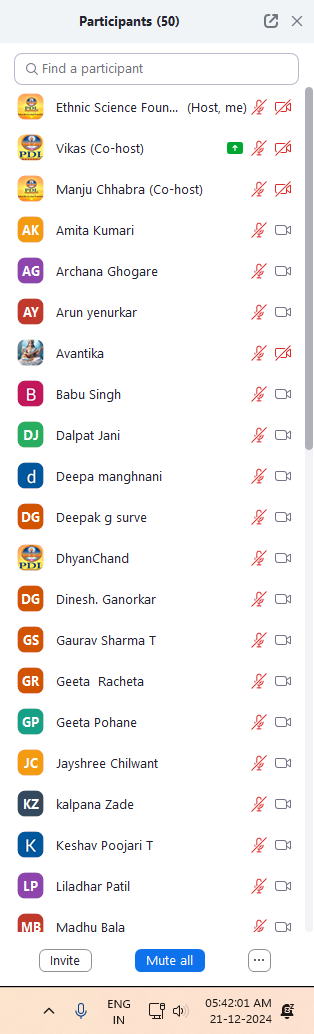 Participants (50)
Find a participant
Ethnic Science Foun... (Host, me)
PDI Vikas (Co-host)
Manju Chhabra (Co-host)
AK Amita Kumari
AG Archana Ghogare
AY Arun yenurkar
Avantika
B Babu Singh
DJ Dalpat Jani
d Deepa manghnani
DG Deepak g surve
PDI DhyanChand
DG Dinesh. Ganorkar
GS Gaurav Sharma T
GR Geeta Racheta
GP Geeta Pohane
JC Jayshree Chilwant
KZ kalpana Zade
K Keshav Poojari T
LP Liladhar Patil
MB Madhu Bala
Invite Mute all ...
ENG 05:42:01 AM
IN 21-12-2024